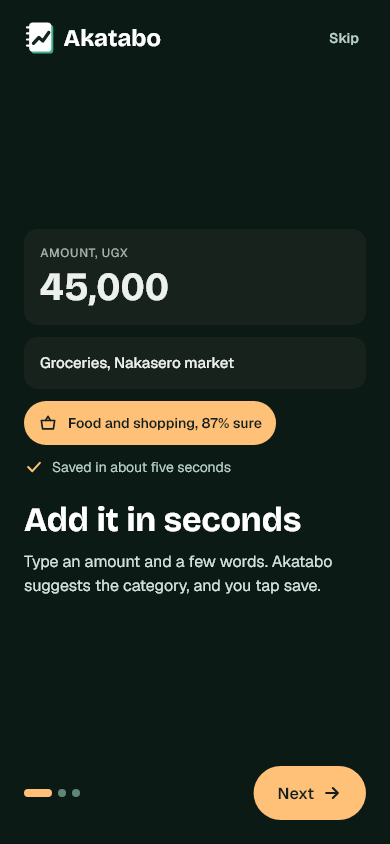 Akatabo
Skip
AMOUNT, UGX
45,000
Groceries, Nakasero market
Food and shopping, 87% sure
Saved in about five seconds
Add it in seconds
Type an amount and a few words. Akatabo
suggests the category, and you tap save.
Next